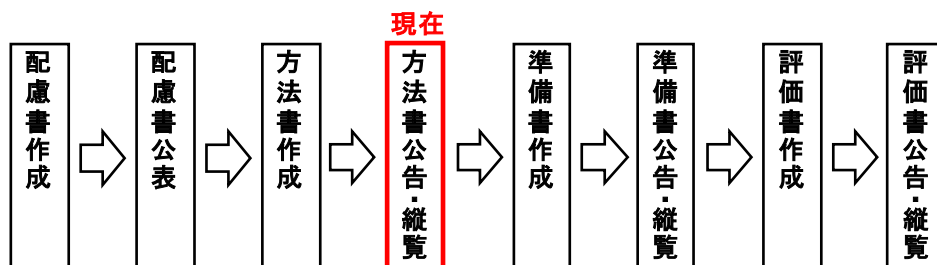 現在
配慮書作成
配慮書公表
方法書作成
方法書公告・縦覧
準備書作成
準備書公告・縦覧
評価書作成
評価書公告・縦覧